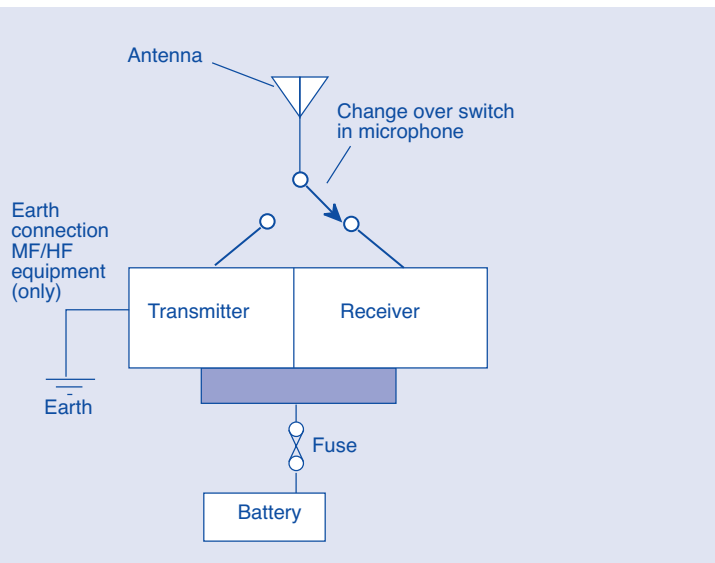 Antenna
Change over switch
in microphone
Earth
connection
MF/HF
equipment
(only)
Transmitter
Receiver
Earth
Fuse
Battery